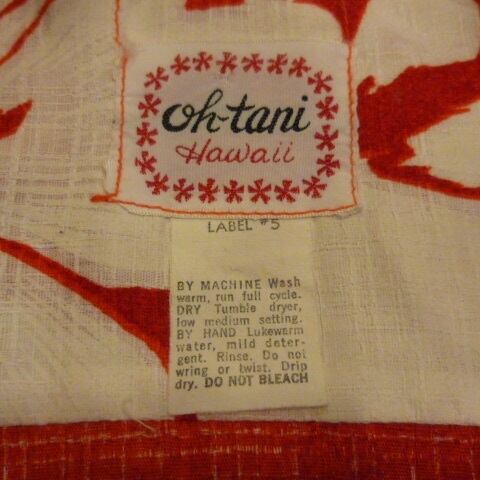 Oh-tani
Hawaii
LABEL #5
BY MACHINE Wash
warm, run full cycle.
DRY Tumble dryer,
low medium setting.
BY HAND Lukewarm
water, mild deter-
gent. Rinse. Do not
wring or twist. Drip
dry. DO NOT BLEACH